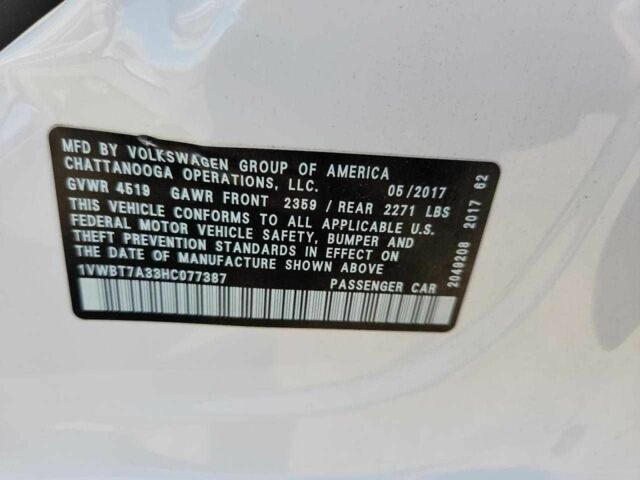 MFD BY VOLKSWAGEN GROUP OF AMERICA
CHATTANOOGA OPERATIONS, LLC. 05/2017
GVWR 4519 GAWR FRONT 2359 / REAR 2271 LBS
THIS VEHICLE CONFORMS TO ALL APPLICABLE U.S.
FEDERAL MOTOR VEHICLE SAFETY, BUMPER AND
THEFT PREVENTION STANDARDS IN EFFECT ON
THE DATE OF MANUFACTURE SHOWN ABOVE.
1VWBT7A33HC077387 PASSENGER CAR
2049208 2017 62